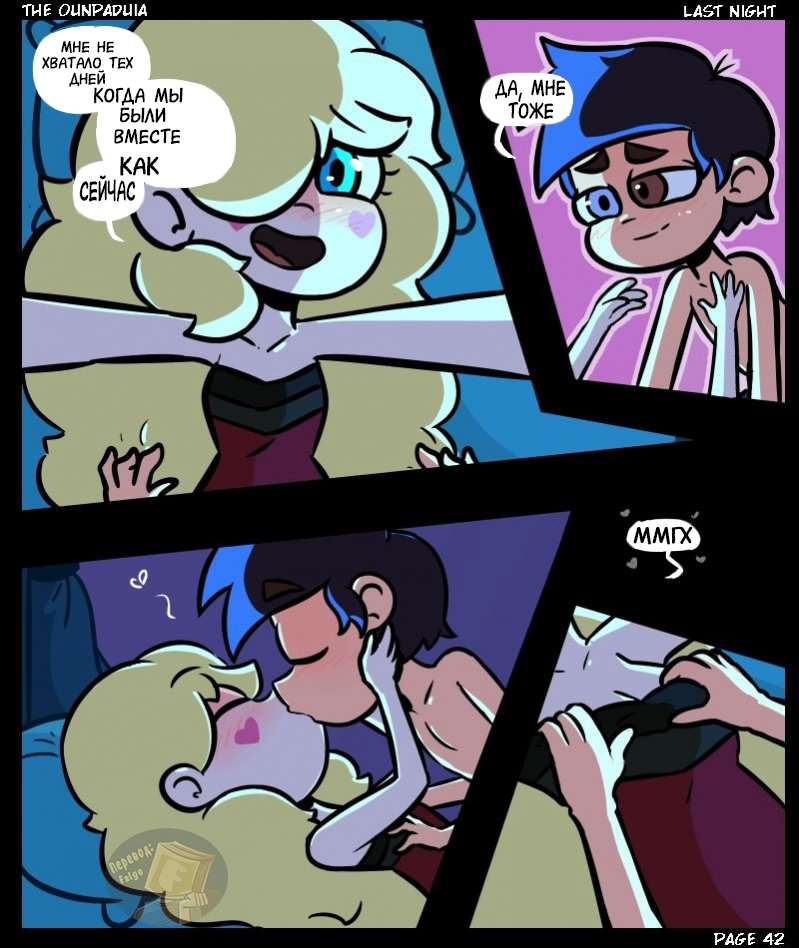 THE OUNPADUIA
LAST NIGHT
МНЕ НЕ
ХВАТАЛО ТЕХ
ДНЕЙ
КОГДА МЫ
БЫЛИ
ВМЕСТЕ
КАК
СЕЙЧАС
ДА, МНЕ
ТОЖЕ
ММГХ
Перевод:
Falgo
F
PAGE 42